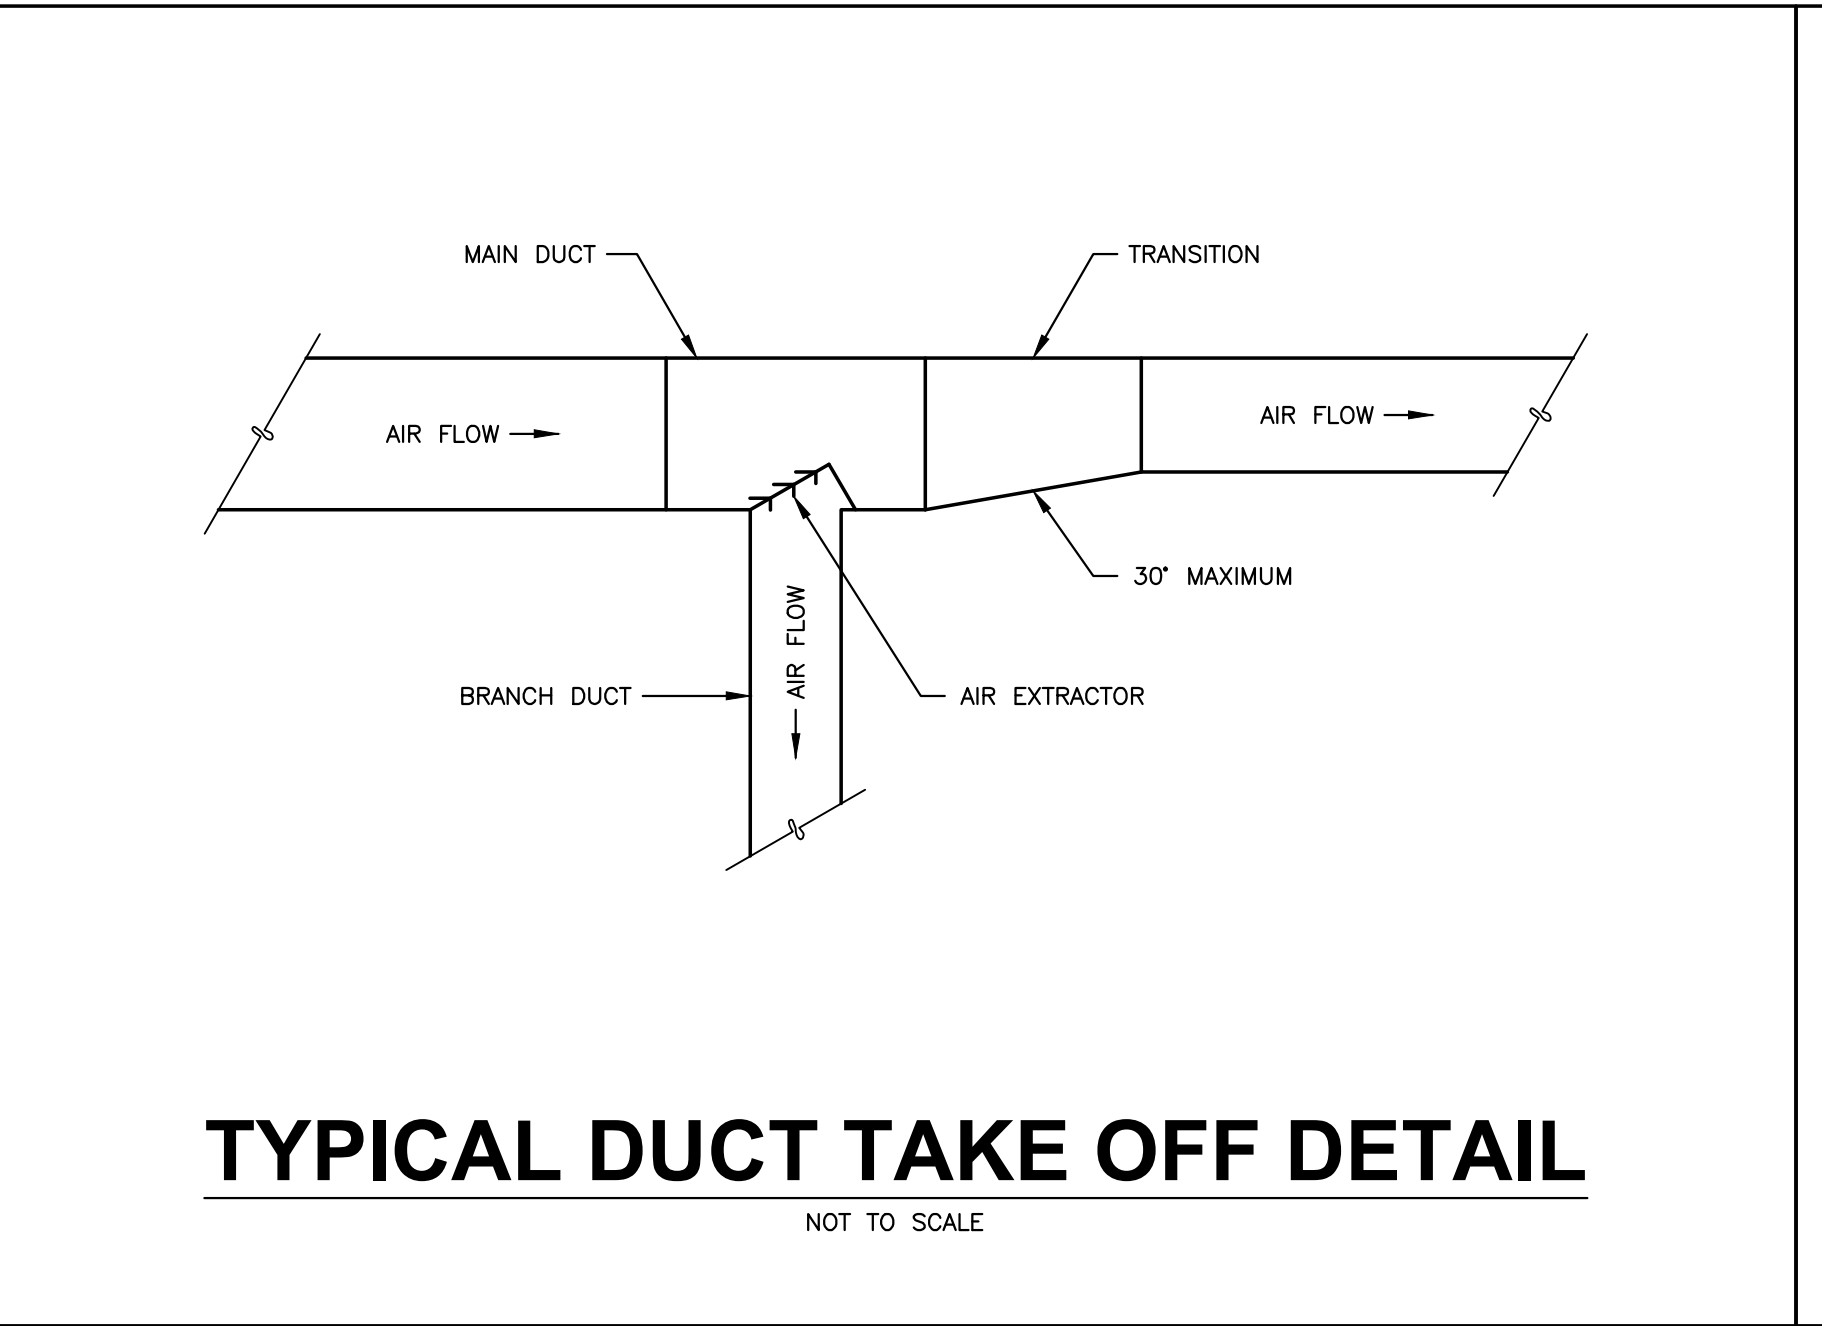 MAIN DUCT
TRANSITION
AIR FLOW
AIR FLOW
30° MAXIMUM
AIR FLOW
BRANCH DUCT
AIR EXTRACTOR
TYPICAL DUCT TAKE OFF DETAIL
NOT TO SCALE